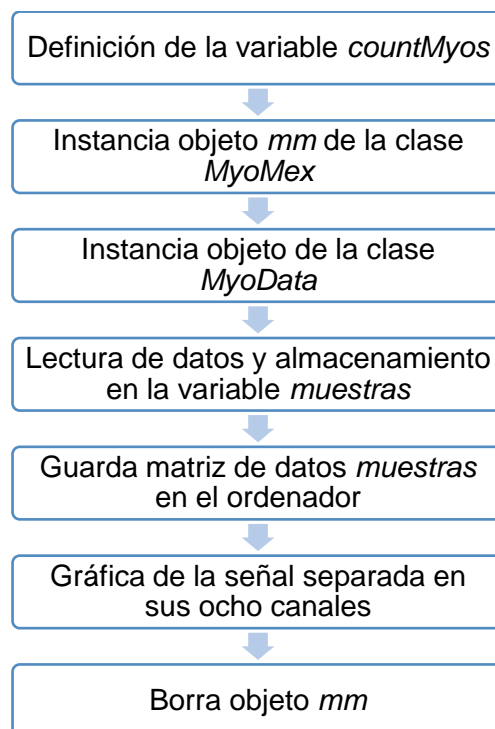 Definición de la variable countMyos
Instancia objeto mm de la clase
MyoMex
Instancia objeto de la clase
MyoData
Lectura de datos y almacenamiento
en la variable muestras
Guarda matriz de datos muestras
en el ordenador
Gráfica de la señal separada en
sus ocho canales
Borra objeto mm